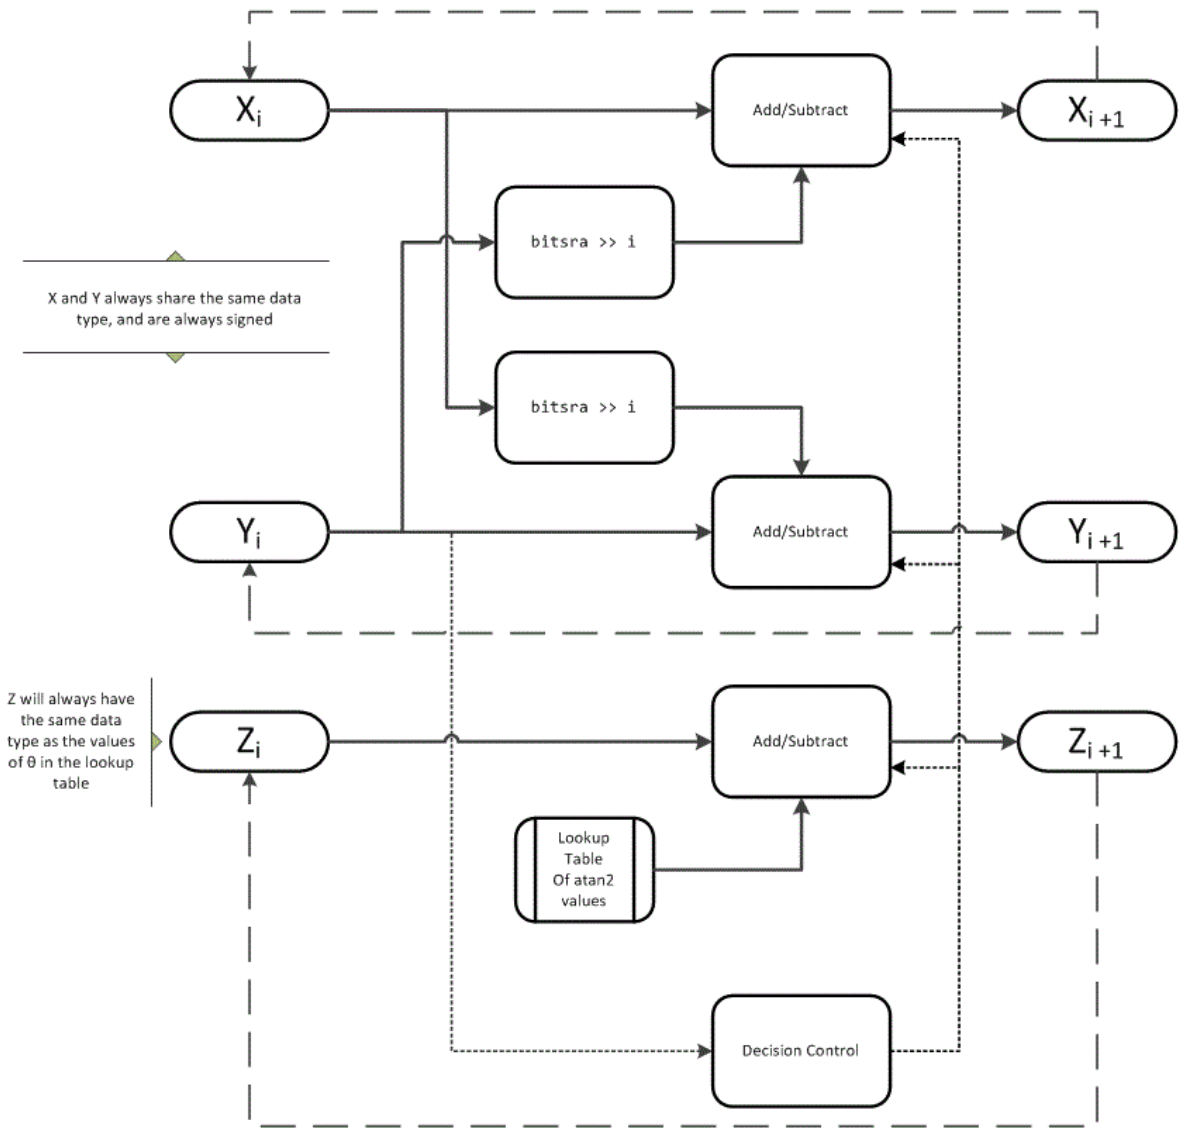 Xi
Add/Subtract
Xi +1
bitsra >> i
X and Y always share the same data
type, and are always signed
bitsra >> i
Yi
Add/Subtract
Yi +1
Z will always have
the same data
type as the values
of θ in the lookup
table
Zi
Add/Subtract
Zi +1
Lookup
Table
Of atan2
values
Decision Control